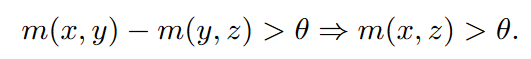 m(x, y) − m(y, z) > θ ⇒ m(x, z) > θ.